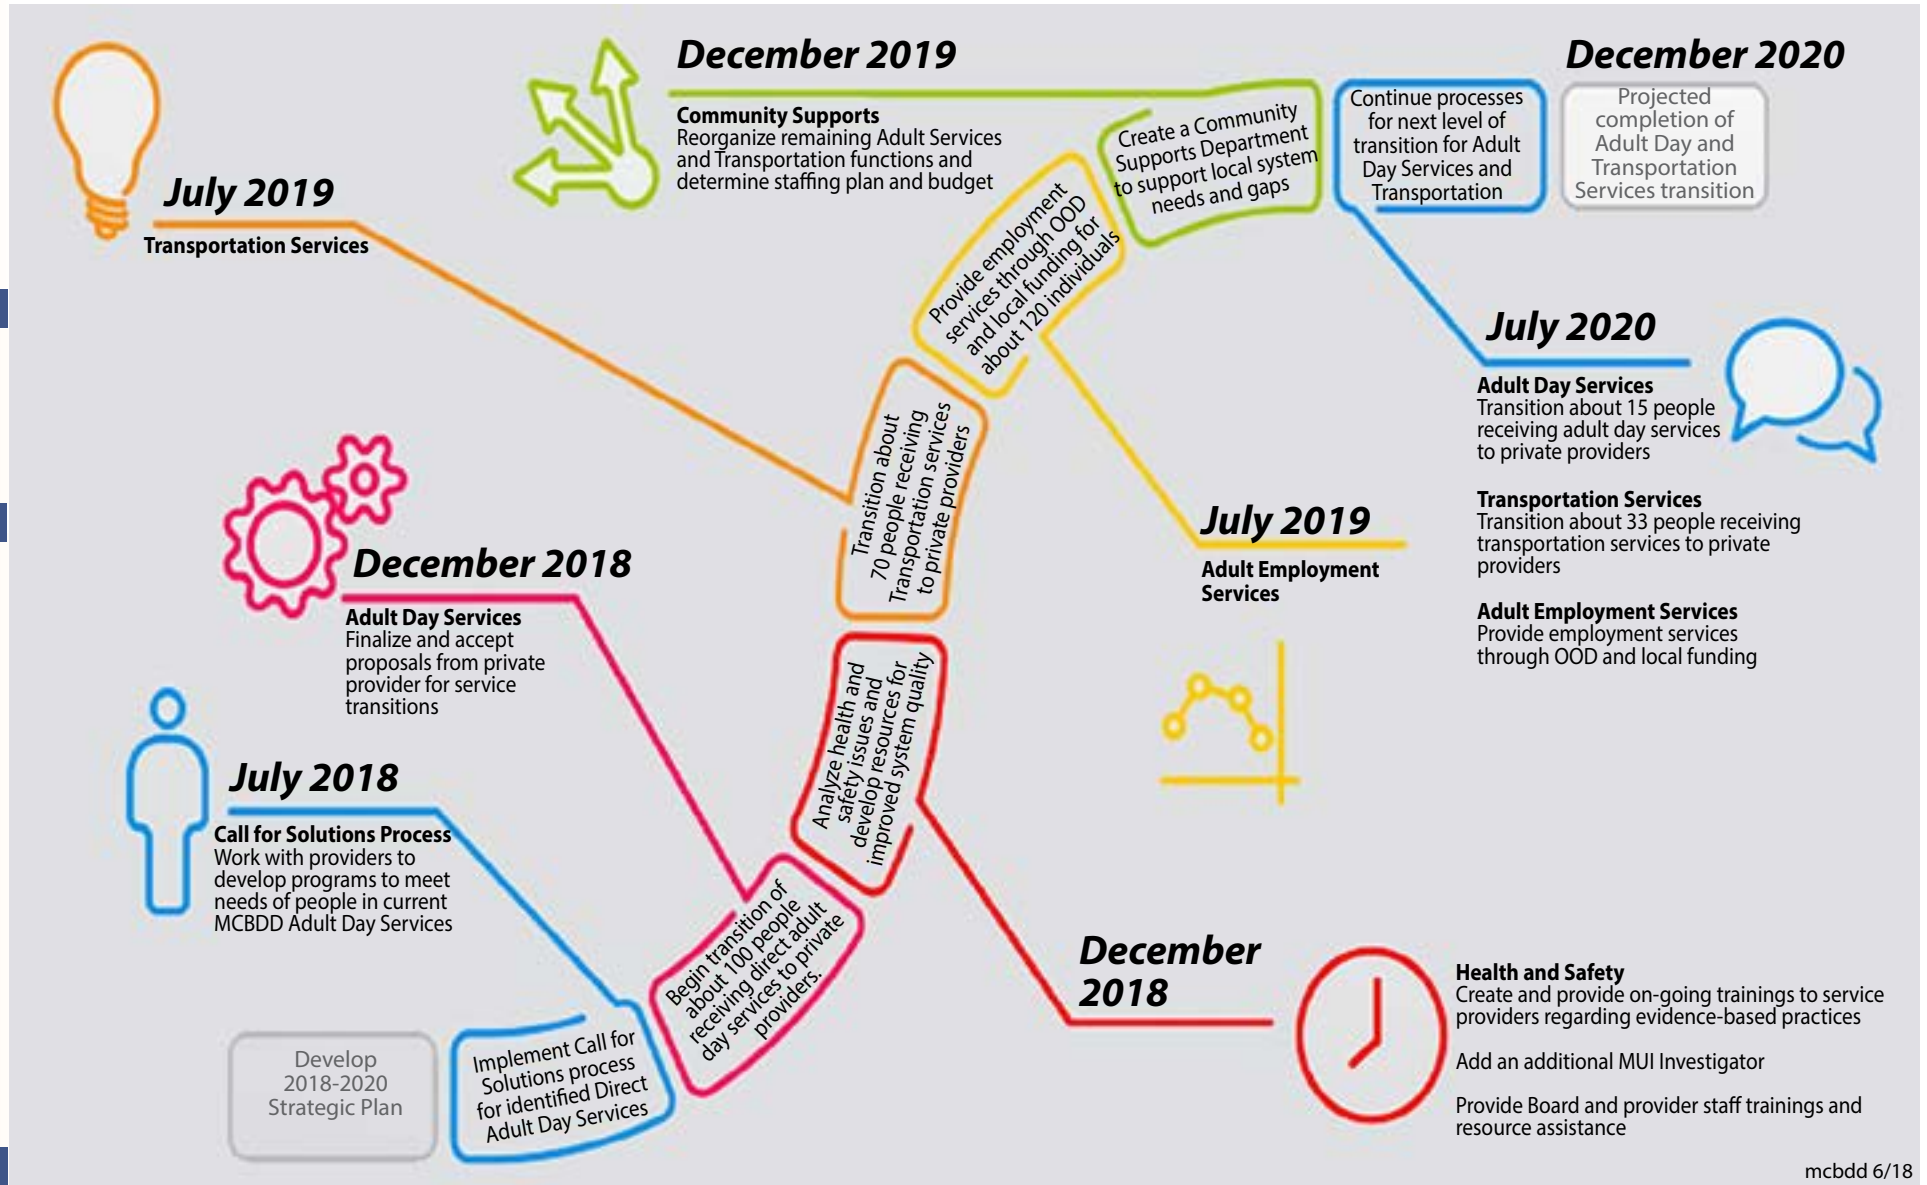 December 2019
Community Supports
Reorganize remaining Adult Services
and Transportation functions and
determine staffing plan and budget
December 2020
Projected
completion of
Adult Day and
Transportation
Services transition
Continue processes
for next level of
transition for Adult
Day Services and
Transportation
Create a Community
Supports Department
to support local system
needs and gaps
July 2019
Transportation Services
Provide employment
services through OOD
and local funding for
about 120 individuals
July 2020
Adult Day Services
Transition about 15 people
receiving adult day services
to private providers
Transportation Services
Transition about 33 people receiving
transportation services to private
providers
Adult Employment Services
Provide employment services
through OOD and local funding
Transition about
70 people receiving
Transportation services
to private providers
July 2019
Adult Employment
Services
December 2018
Adult Day Services
Finalize and accept
proposals from private
provider for service
transitions
Analyze health and
safety issues and
develop resources for
improved system quality
July 2018
Call for Solutions Process
Work with providers to
develop programs to meet
needs of people in current
MCBDD Adult Day Services
Begin transition of
about 100 people
receiving direct adult
day services to private
providers.
December
2018
Health and Safety
Create and provide on-going trainings to service
providers regarding evidence-based practices
Add an additional MUI Investigator
Provide Board and provider staff trainings and
resource assistance
Develop
2018-2020
Strategic Plan
Implement Call for
Solutions process
for identified Direct
Adult Day Services
mcbdd 6/18